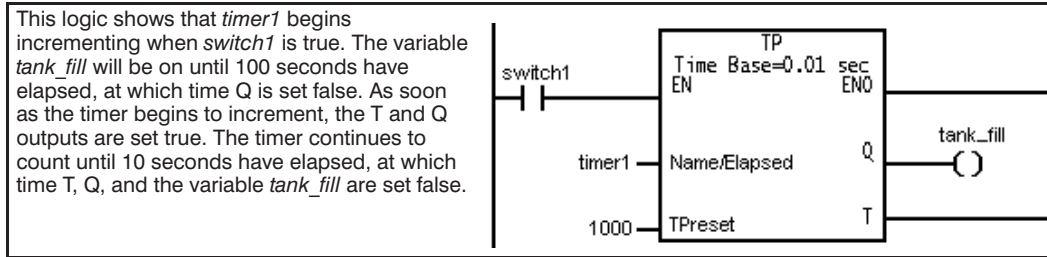 This logic shows that timer1 begins
incrementing when switch1 is true. The variable
tank_fill will be on until 100 seconds have
elapsed, at which time Q is set false. As soon
as the timer begins to increment, the T and Q
outputs are set true. The timer continues to
count until 10 seconds have elapsed, at which
time T, Q, and the variable tank_fill are set false.
switch1
TP
Time Base=0.01 sec
EN
ENO
timer1
Name/Elapsed
Q
tank_fill
1000
TPreset
T